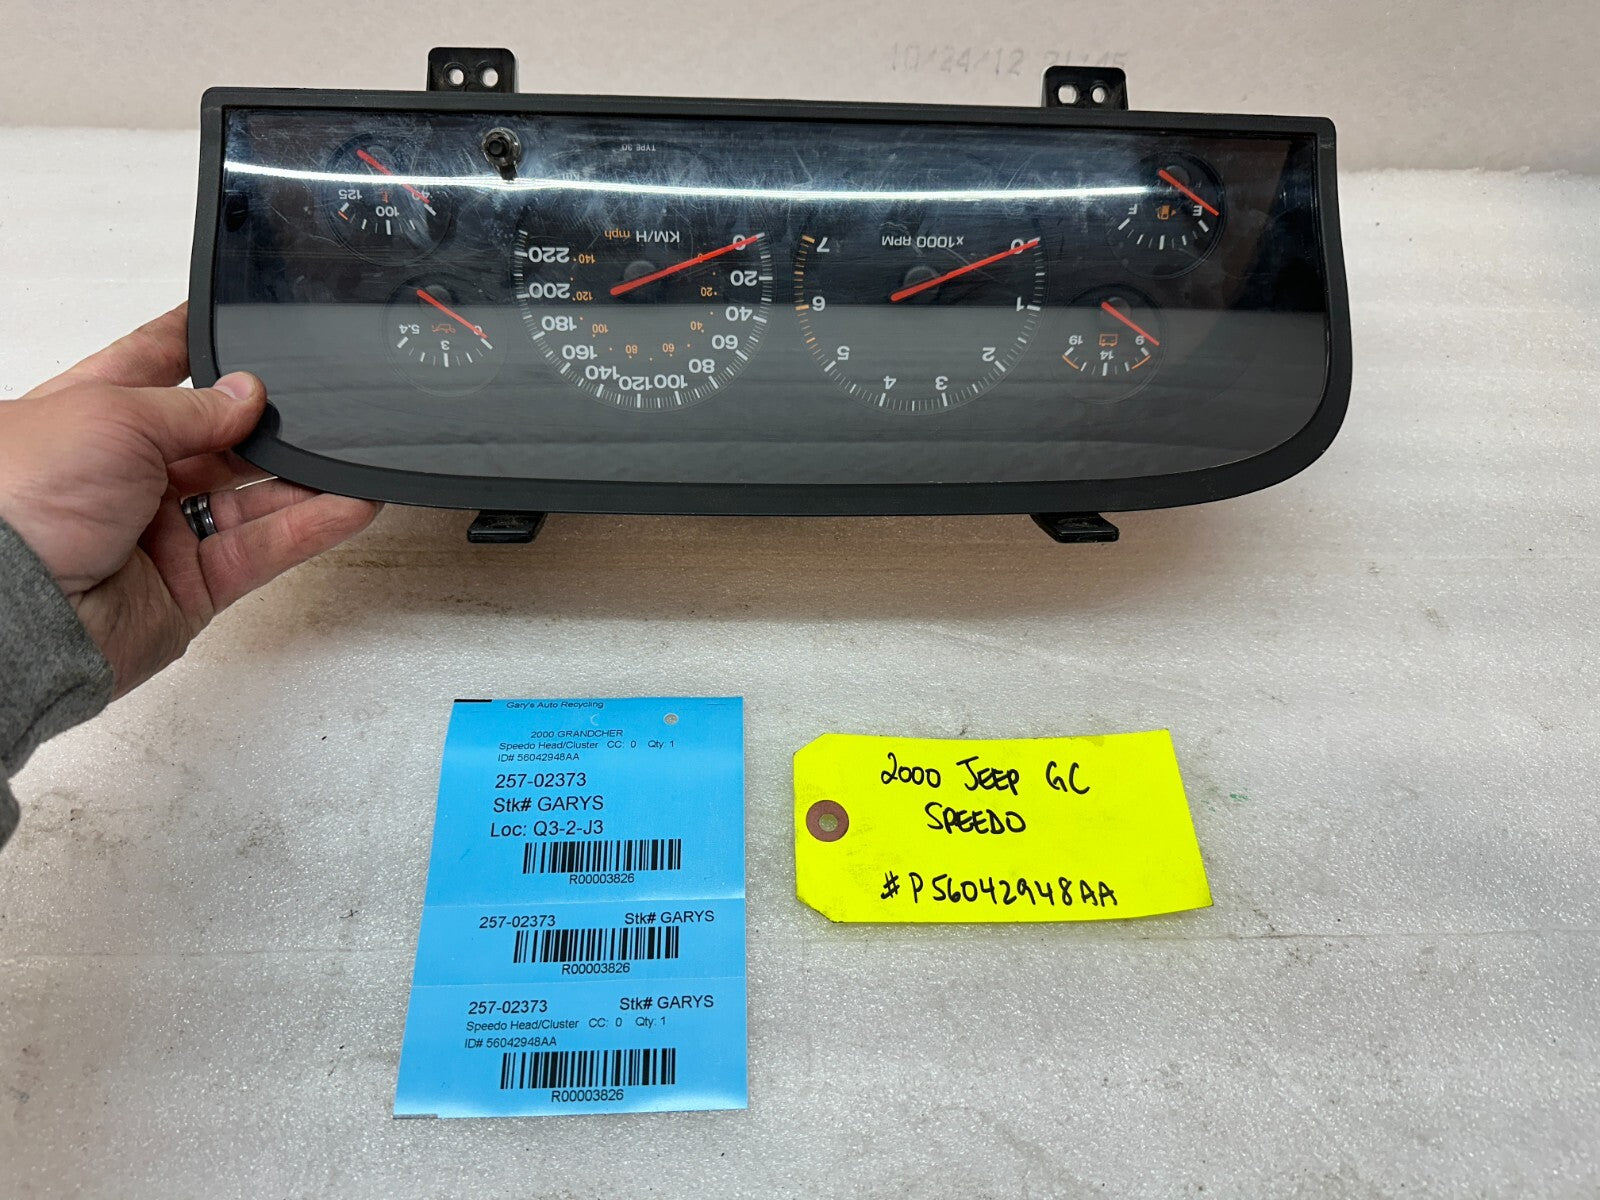 10/24/12
TYPE 30
125
100
40
5.4
3
0
220
200
180
160
140
120
100
80
60
40
20
0
KM/H mph
140
120
100
80
60
40
20
x1000 RPM
7
6
5
4
3
2
1
0
F
E
19
14
9
Gary's Auto Recycling
2000 GRANDCHER
Speedo Head/Cluster CC: 0 Qty: 1
ID# 56042948AA
257-02373
Stk# GARYS
Loc: Q3-2-J3
R00003826
257-02373 Stk# GARYS
R00003826
257-02373 Stk# GARYS
Speedo Head/Cluster CC: 0 Qty: 1
ID# 56042948AA
R00003826
2000 JEEP GC
SPEEDO
# P56042948AA